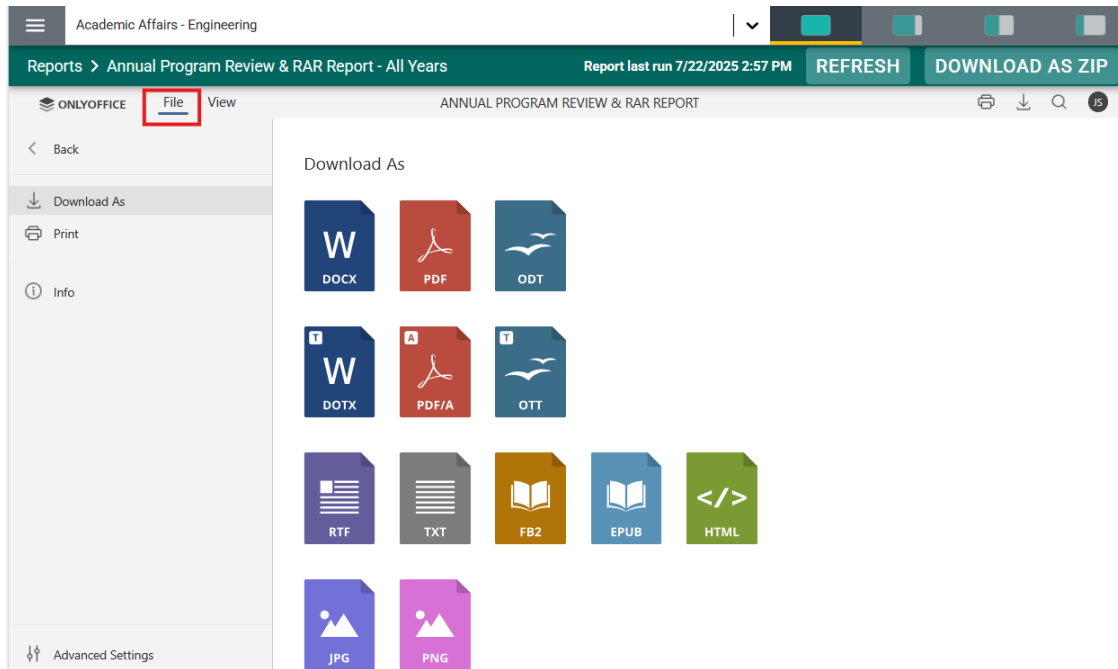 Academic Affairs - Engineering
Reports > Annual Program Review & RAR Report - All Years
Report last run 7/22/2025 2:57 PM
REFRESH
DOWNLOAD AS ZIP
ONLYOFFICE
File
View
ANNUAL PROGRAM REVIEW & RAR REPORT
JS
Back
Download As
Print
Info
Advanced Settings
Download As
W
DOCX
PDF
ODT
T
W
DOTX
A
PDF/A
T
OTT
RTF
TXT
FB2
EPUB
</>
HTML
JPG
PNG